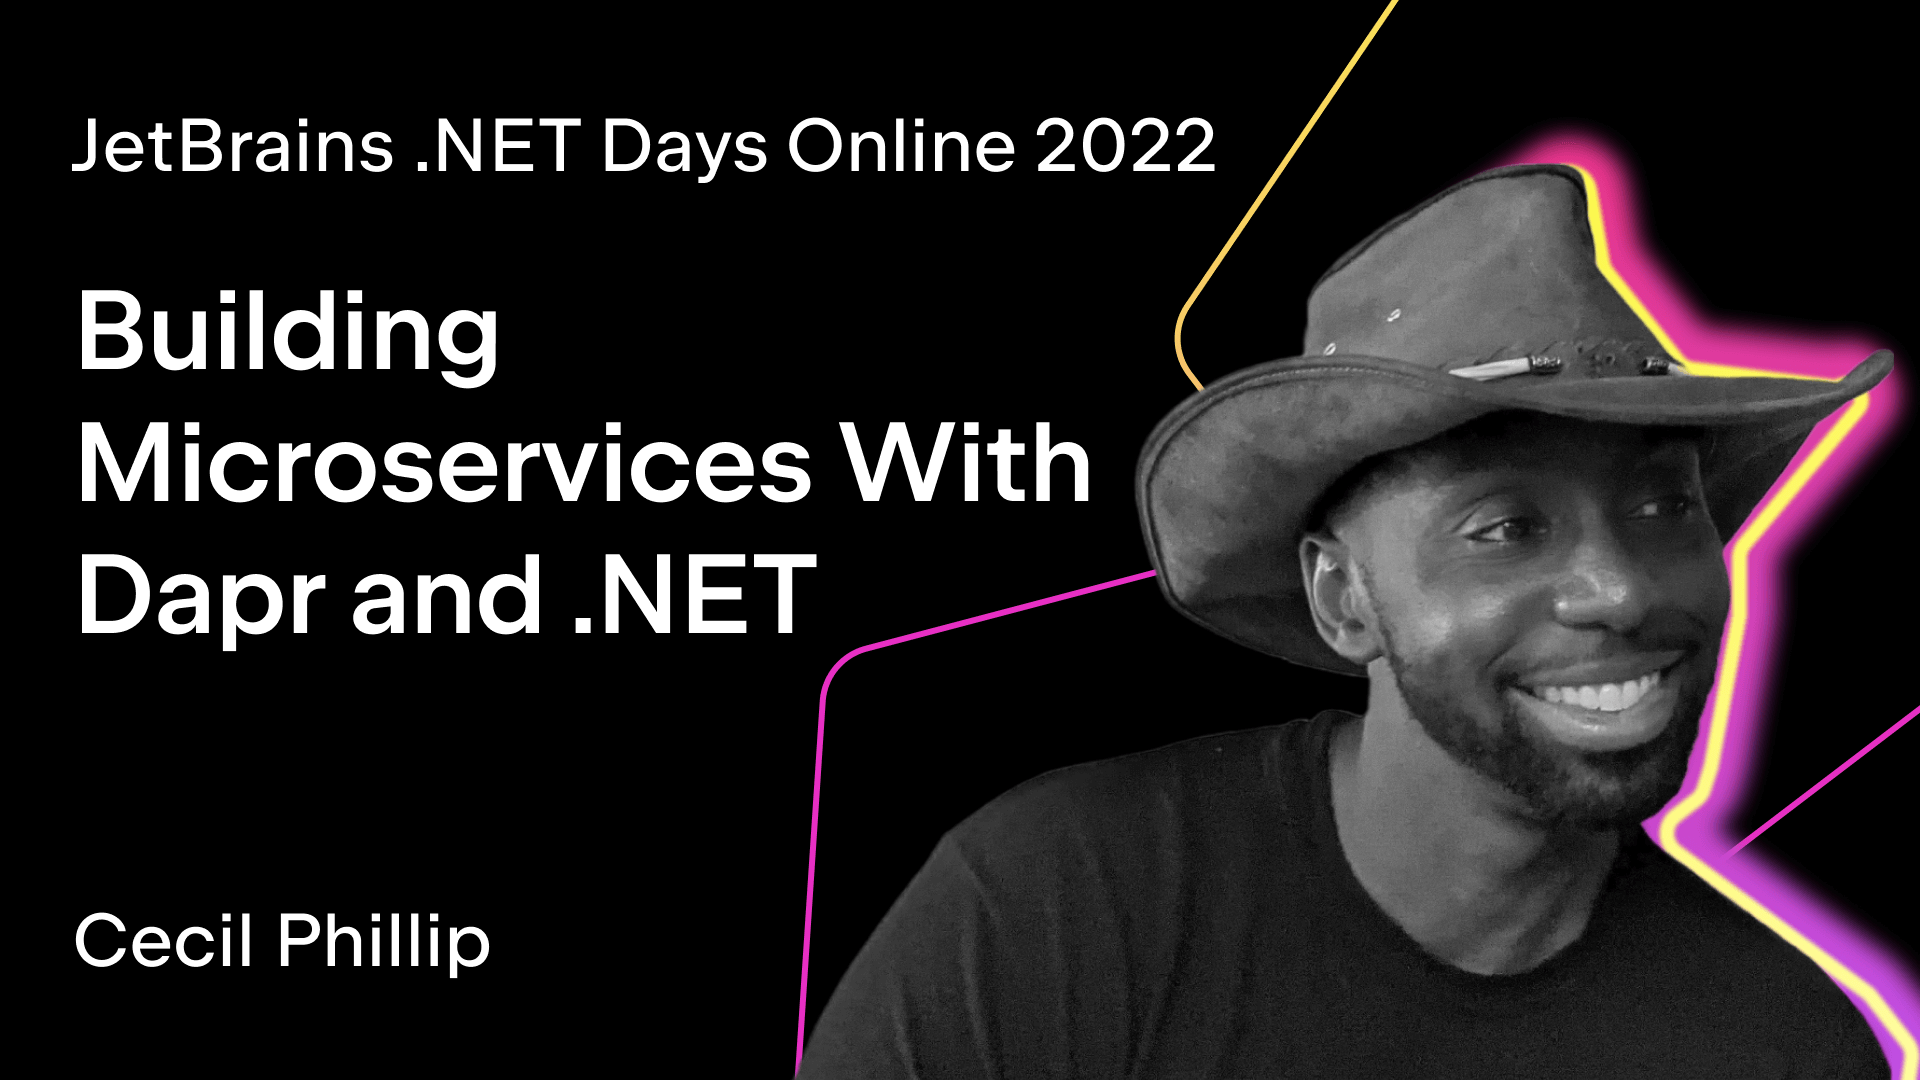 JetBrains .NET Days Online 2022
Building
Microservices With
Dapr and .NET
Cecil Phillip